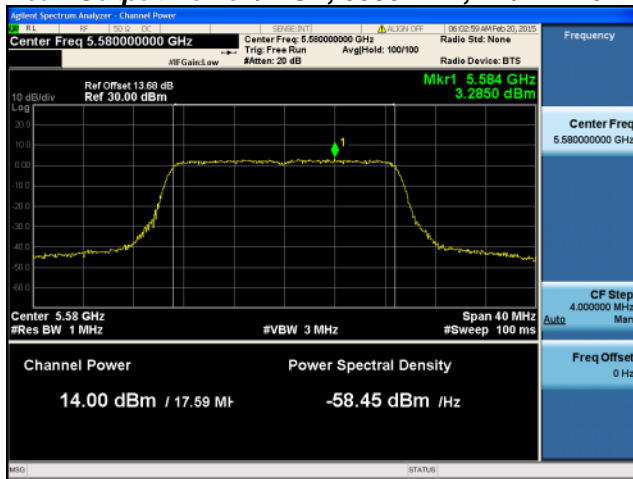 Agilent Spectrum Analyzer - Channel Power
RL RF 50 Ω DC SENSE:INT ALIGN OFF 06:02:59 AM Feb 20, 2015
Center Freq 5.580000000 GHz
Center Freq: 5.580000000 GHz Radio Std: None
Trig: Free Run Avg|Hold: 100/100
#IFGain:Low #Atten: 20 dB Radio Device: BTS
Frequency
Mkr1 5.584 GHz
3.2850 dBm
Ref Offset 13.68 dB
10 dB/div Ref 30.00 dBm
Log
20.0
10.0
0.00
-10.0
-20.0
-30.0
-40.0
-50.0
-60.0
1
Center Freq
5.580000000 GHz
Center 5.58 GHz Span 40 MHz
#Res BW 1 MHz #VBW 3 MHz #Sweep 100 ms
CF Step
4.000000 MHz
Auto Man
Channel Power Power Spectral Density
14.00 dBm / 17.59 MH -58.45 dBm /Hz
Freq Offset
0 Hz
MSG STATUS